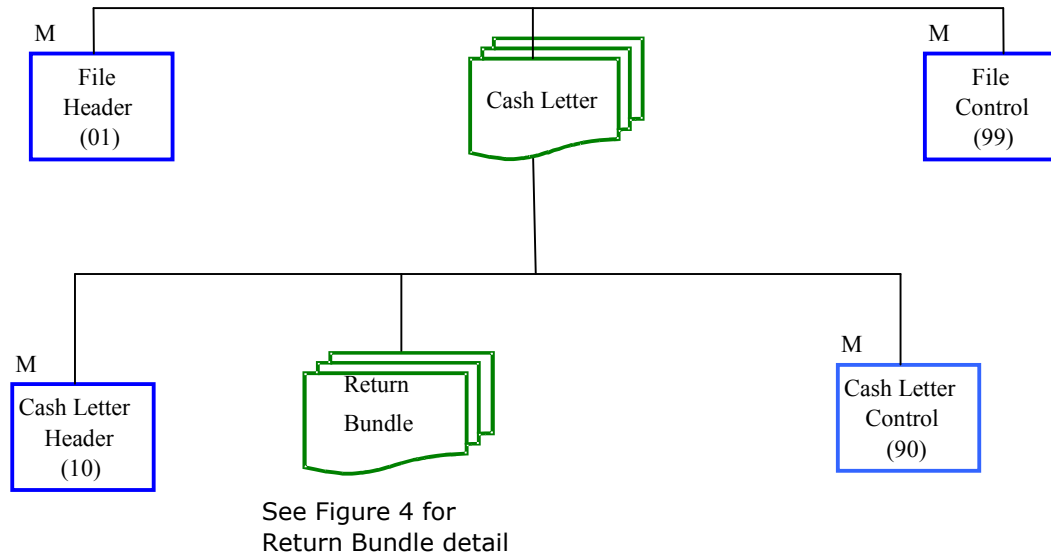 M
File
Header
(01)
Cash Letter
M
File
Control
(99)
M
Cash Letter
Header
(10)
Return
Bundle
M
Cash Letter
Control
(90)
See Figure 4 for
Return Bundle detail